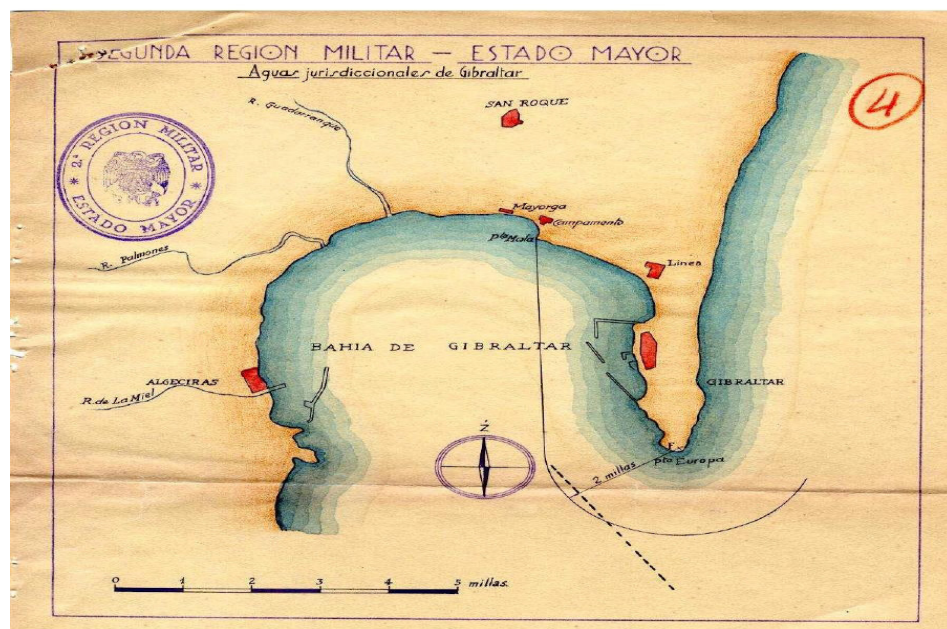 SEGUNDA REGION MILITAR — ESTADO MAYOR
Aguas jurisdiccionales de Gibraltar
4
2ª REGION MILITAR
* ESTADO MAYOR *
R. Guadarranque
SAN ROQUE
Mayorga
Campamento
pta Mala
R. Palmones
Linea
BAHIA DE GIBRALTAR
ALGECIRAS
GIBRALTAR
R. de La Miel
N
pta Europa
2 millas
0 1 2 3 4 5 millas.